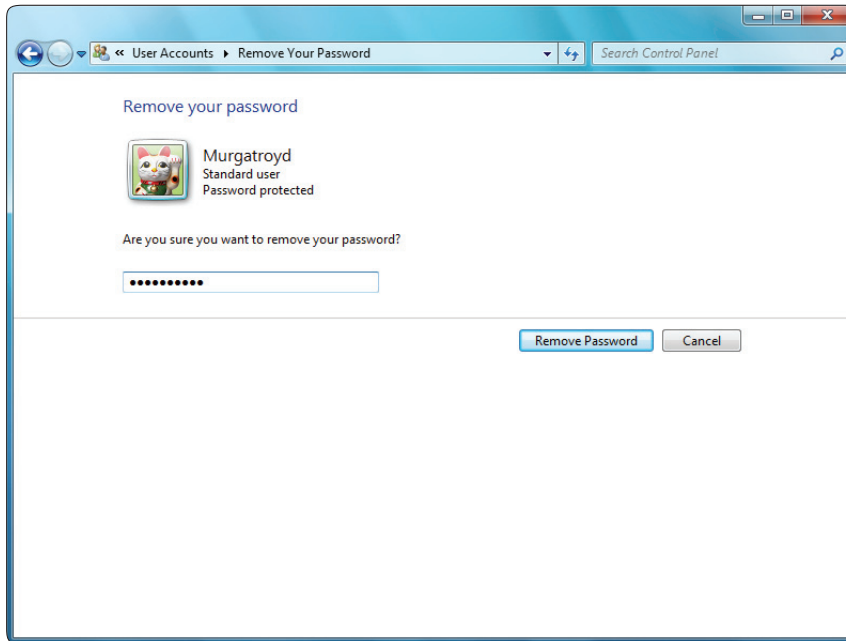 « User Accounts ▸ Remove Your Password
Search Control Panel
Remove your password
Murgatroyd
Standard user
Password protected
Are you sure you want to remove your password?
••••••••••
Remove Password
Cancel